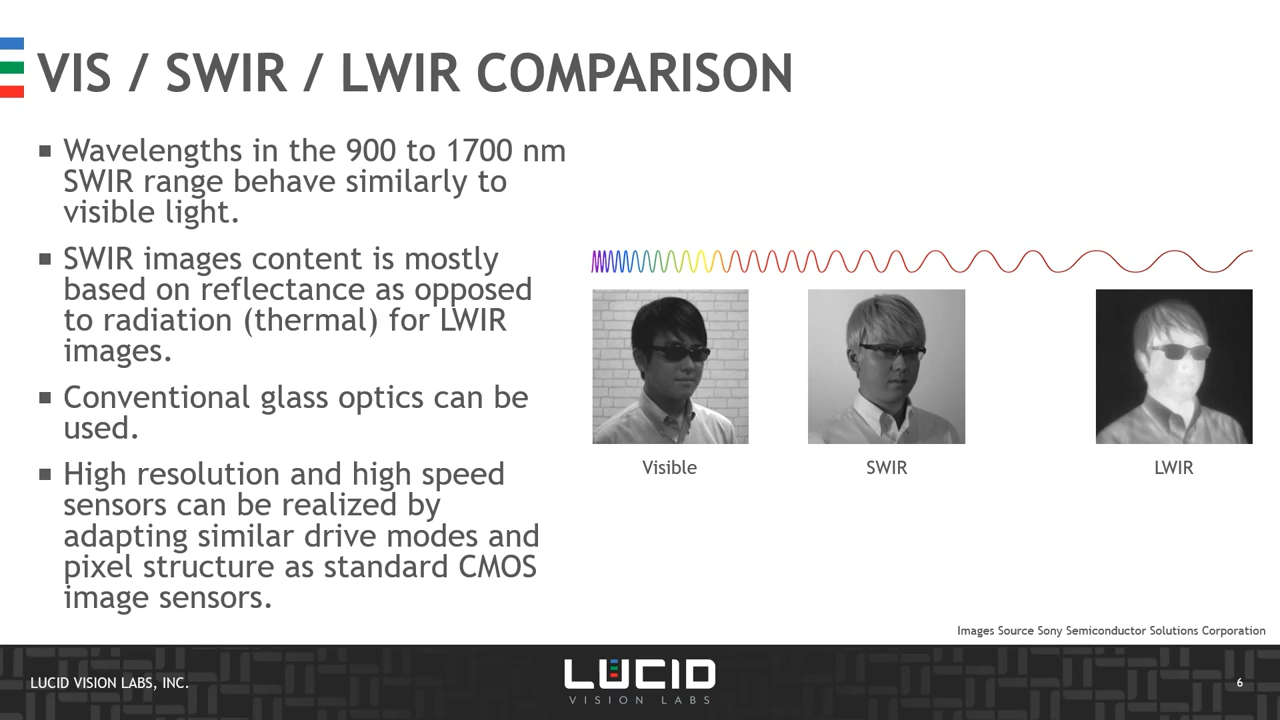 VIS / SWIR / LWIR COMPARISON
▪ Wavelengths in the 900 to 1700 nm
SWIR range behave similarly to
visible light.
▪ SWIR images content is mostly
based on reflectance as opposed
to radiation (thermal) for LWIR
images.
▪ Conventional glass optics can be
used.
▪ High resolution and high speed
sensors can be realized by
adapting similar drive modes and
pixel structure as standard CMOS
image sensors.
Visible
SWIR
LWIR
Images Source Sony Semiconductor Solutions Corporation
LUCID VISION LABS, INC.
LUCID
VISION LABS
6